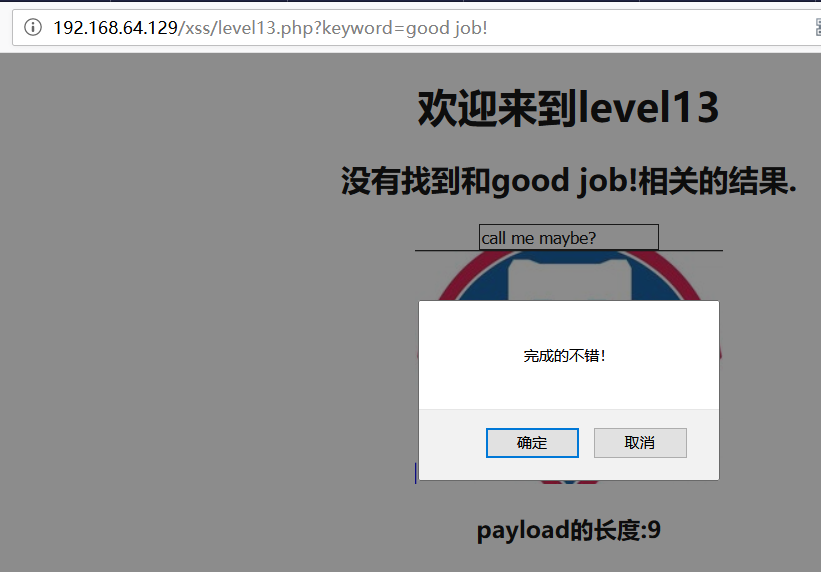 192.168.64.129/xss/level13.php?keyword=good job!
欢迎来到level13
没有找到和good job!相关的结果.
call me maybe?
完成的不错！
确定 取消
payload的长度:9